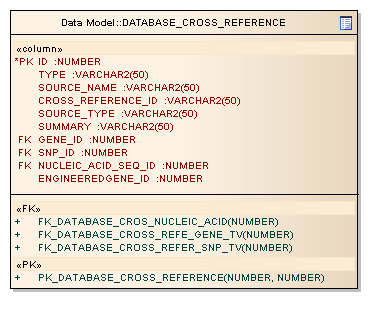 Data Model::DATABASE_CROSS_REFERENCE
«column»
*PK ID :NUMBER
TYPE :VARCHAR2(50)
SOURCE_NAME :VARCHAR2(50)
CROSS_REFERENCE_ID :VARCHAR2(50)
SOURCE_TYPE :VARCHAR2(50)
SUMMARY :VARCHAR2(50)
FK GENE_ID :NUMBER
FK SNP_ID :NUMBER
FK NUCLEIC_ACID_SEQ_ID :NUMBER
ENGINEEREDGENE_ID :NUMBER
«FK»
+ FK_DATABASE_CROS_NUCLEIC_ACID(NUMBER)
+ FK_DATABASE_CROS_REFE_GENE_TV(NUMBER)
+ FK_DATABASE_CROS_REFER_SNP_TV(NUMBER)
«PK»
+ PK_DATABASE_CROSS_REFERENCE(NUMBER, NUMBER)